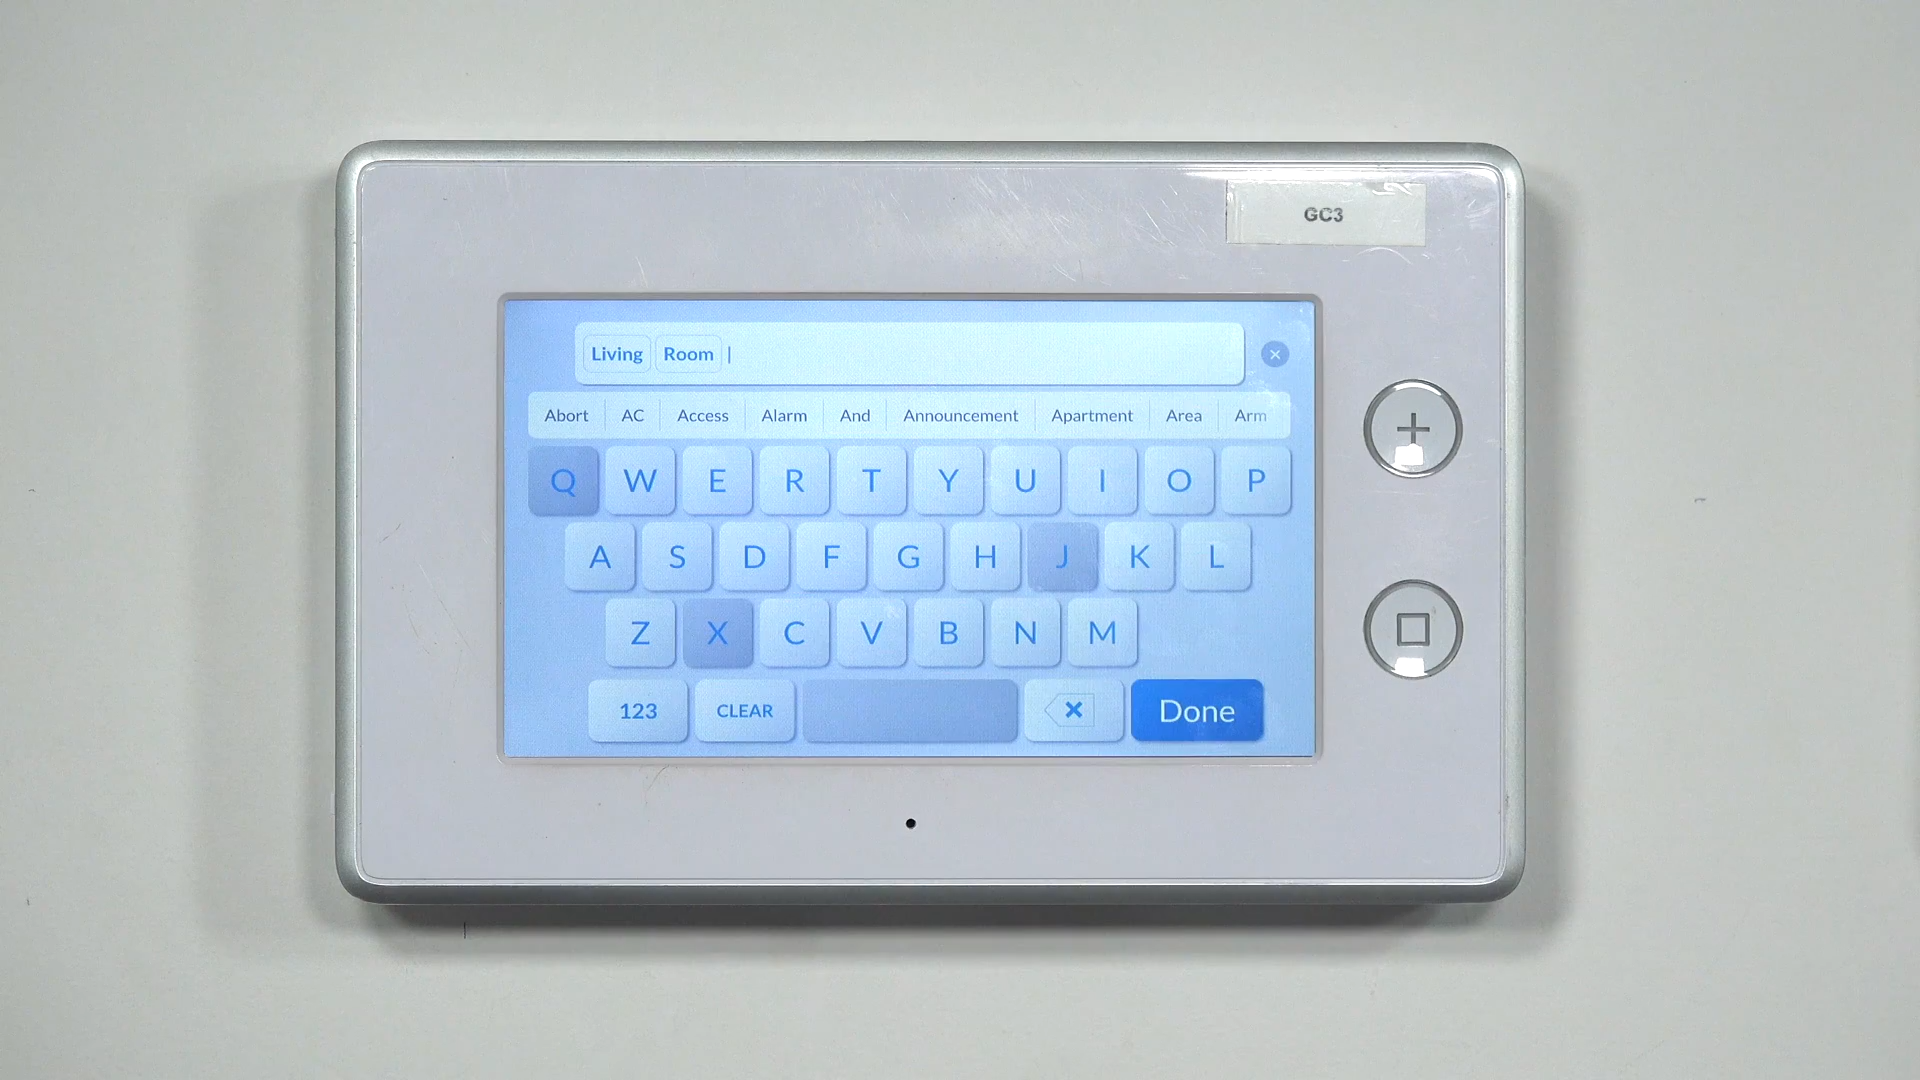 GC3
Living Room
Abort AC Access Alarm And Announcement Apartment Area Arm
Q W E R T Y U I O P
A S D F G H J K L
Z X C V B N M
123 CLEAR Done